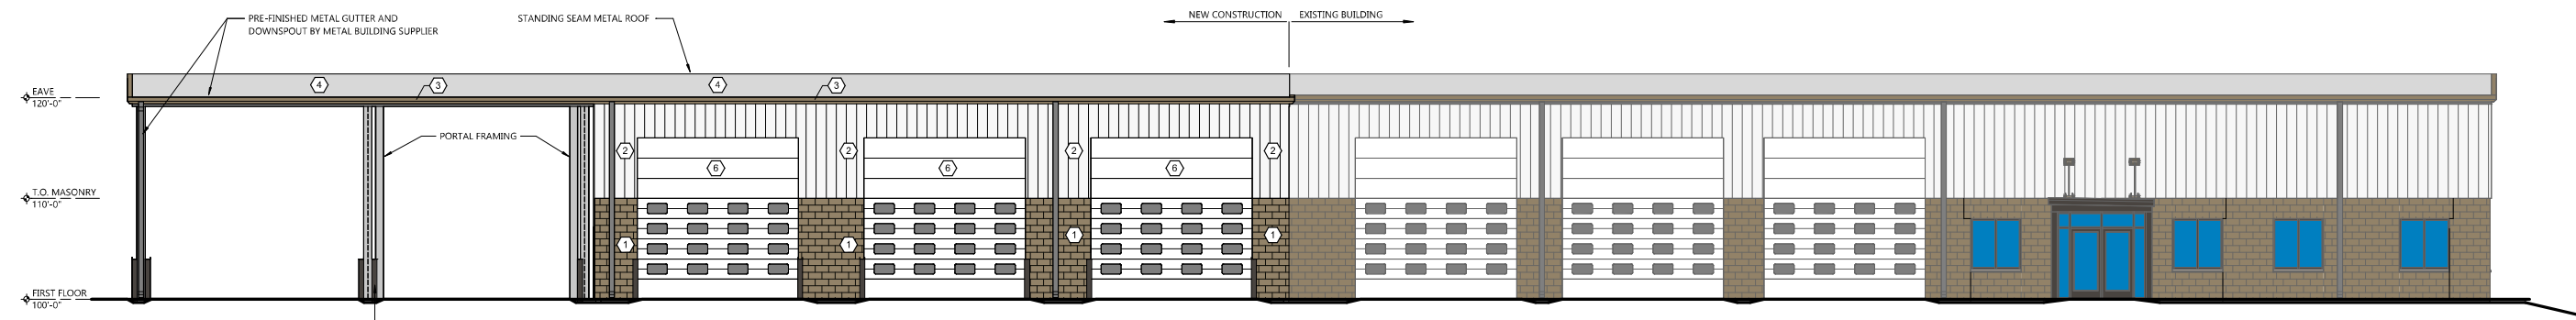 PRE-FINISHED METAL GUTTER AND
DOWNSPOUT BY METAL BUILDING SUPPLIER
STANDING SEAM METAL ROOF
NEW CONSTRUCTION
EXISTING BUILDING
4
3
4
3
EAVE
120'-0"
PORTAL FRAMING
2
2
2
2
6
6
6
T.O. MASONRY
110'-0"
1
1
1
1
FIRST FLOOR
100'-0"